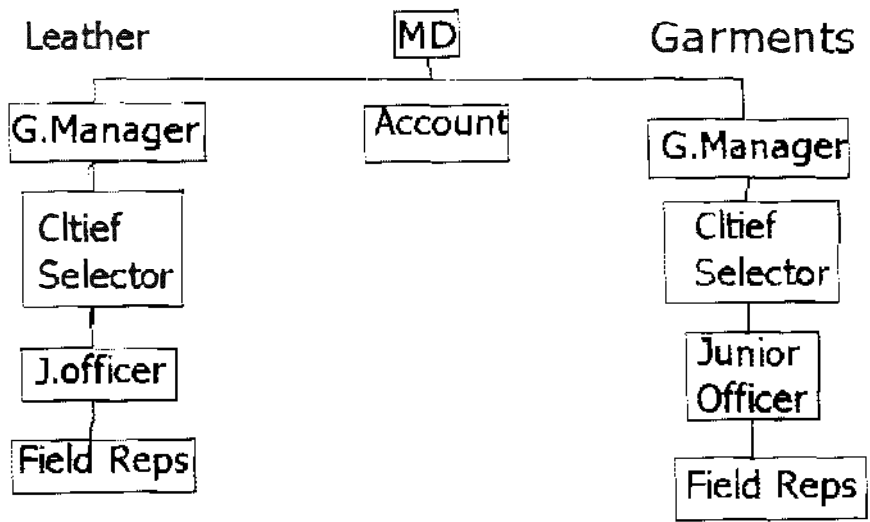 Leather
MD
Garments
G.Manager
Account
G.Manager
Cltief
Selector
Cltief
Selector
J.officer
Junior
Officer
Field Reps
Field Reps